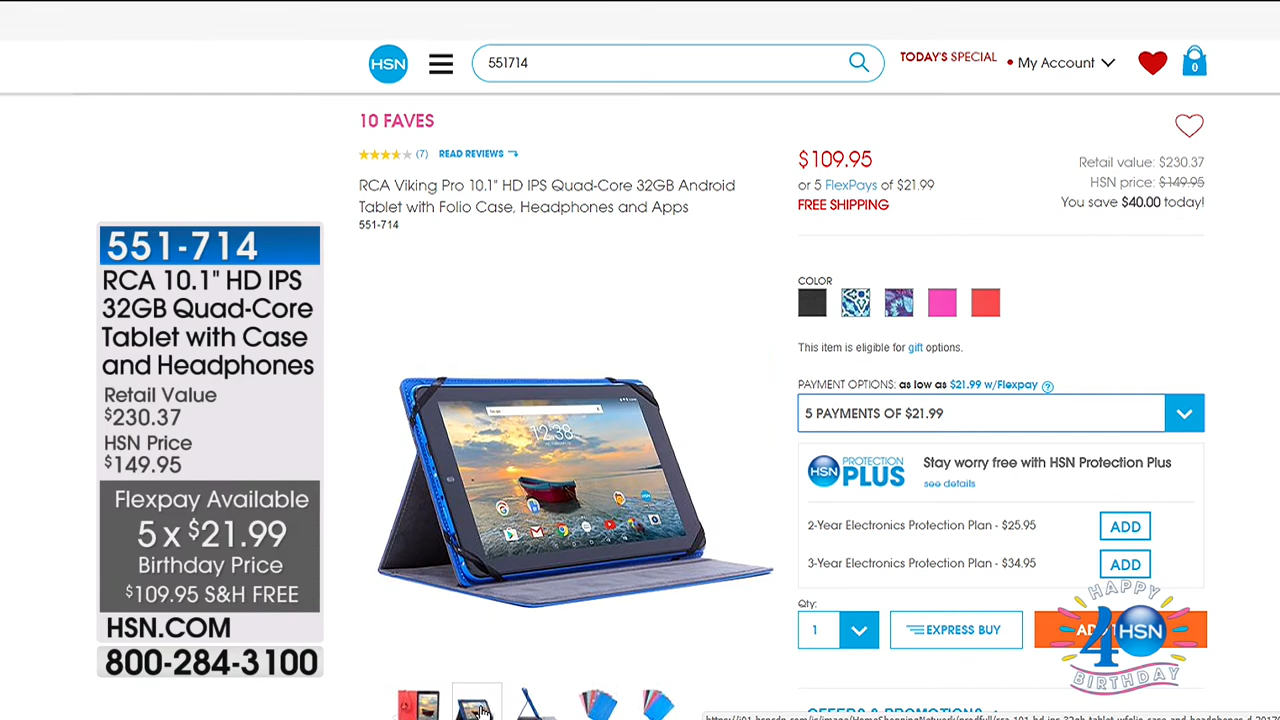 HSN
551714
TODAY'S SPECIAL
My Account
0
10 FAVES
(7) READ REVIEWS
RCA Viking Pro 10.1" HD IPS Quad-Core 32GB Android
Tablet with Folio Case, Headphones and Apps
551-714
$109.95
or 5 FlexPays of $21.99
FREE SHIPPING
Retail value: $230.37
HSN price: $149.95
You save $40.00 today!
COLOR
This item is eligible for gift options.
PAYMENT OPTIONS: as low as $21.99 w/Flexpay ?
5 PAYMENTS OF $21.99
HSN PROTECTION
PLUS
Stay worry free with HSN Protection Plus
see details
2-Year Electronics Protection Plan - $25.95
ADD
3-Year Electronics Protection Plan - $34.95
ADD
Qty:
1
EXPRESS BUY
HAPPY
40
HSN
BIRTHDAY
551-714
RCA 10.1" HD IPS
32GB Quad-Core
Tablet with Case
and Headphones
Retail Value
$230.37
HSN Price
$149.95
Flexpay Available
5 x $21.99
Birthday Price
$109.95 S&H FREE
HSN.COM
800-284-3100
12:38